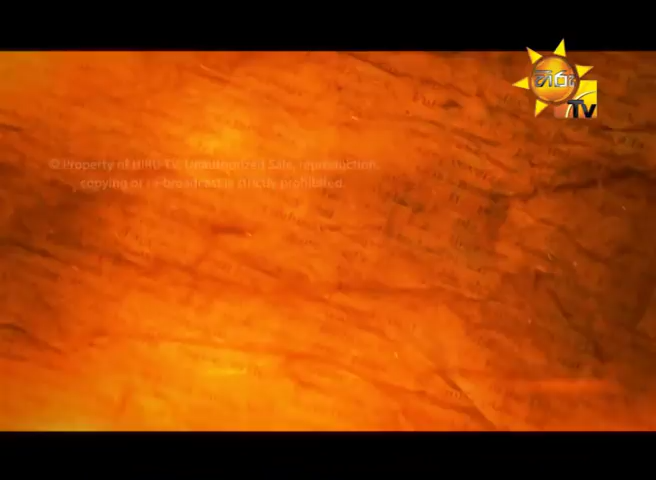 හිරු
Tv
© Property of HIRU TV. Unauthorized Sale, reproduction,
copying or re-broadcast is strictly prohibited.